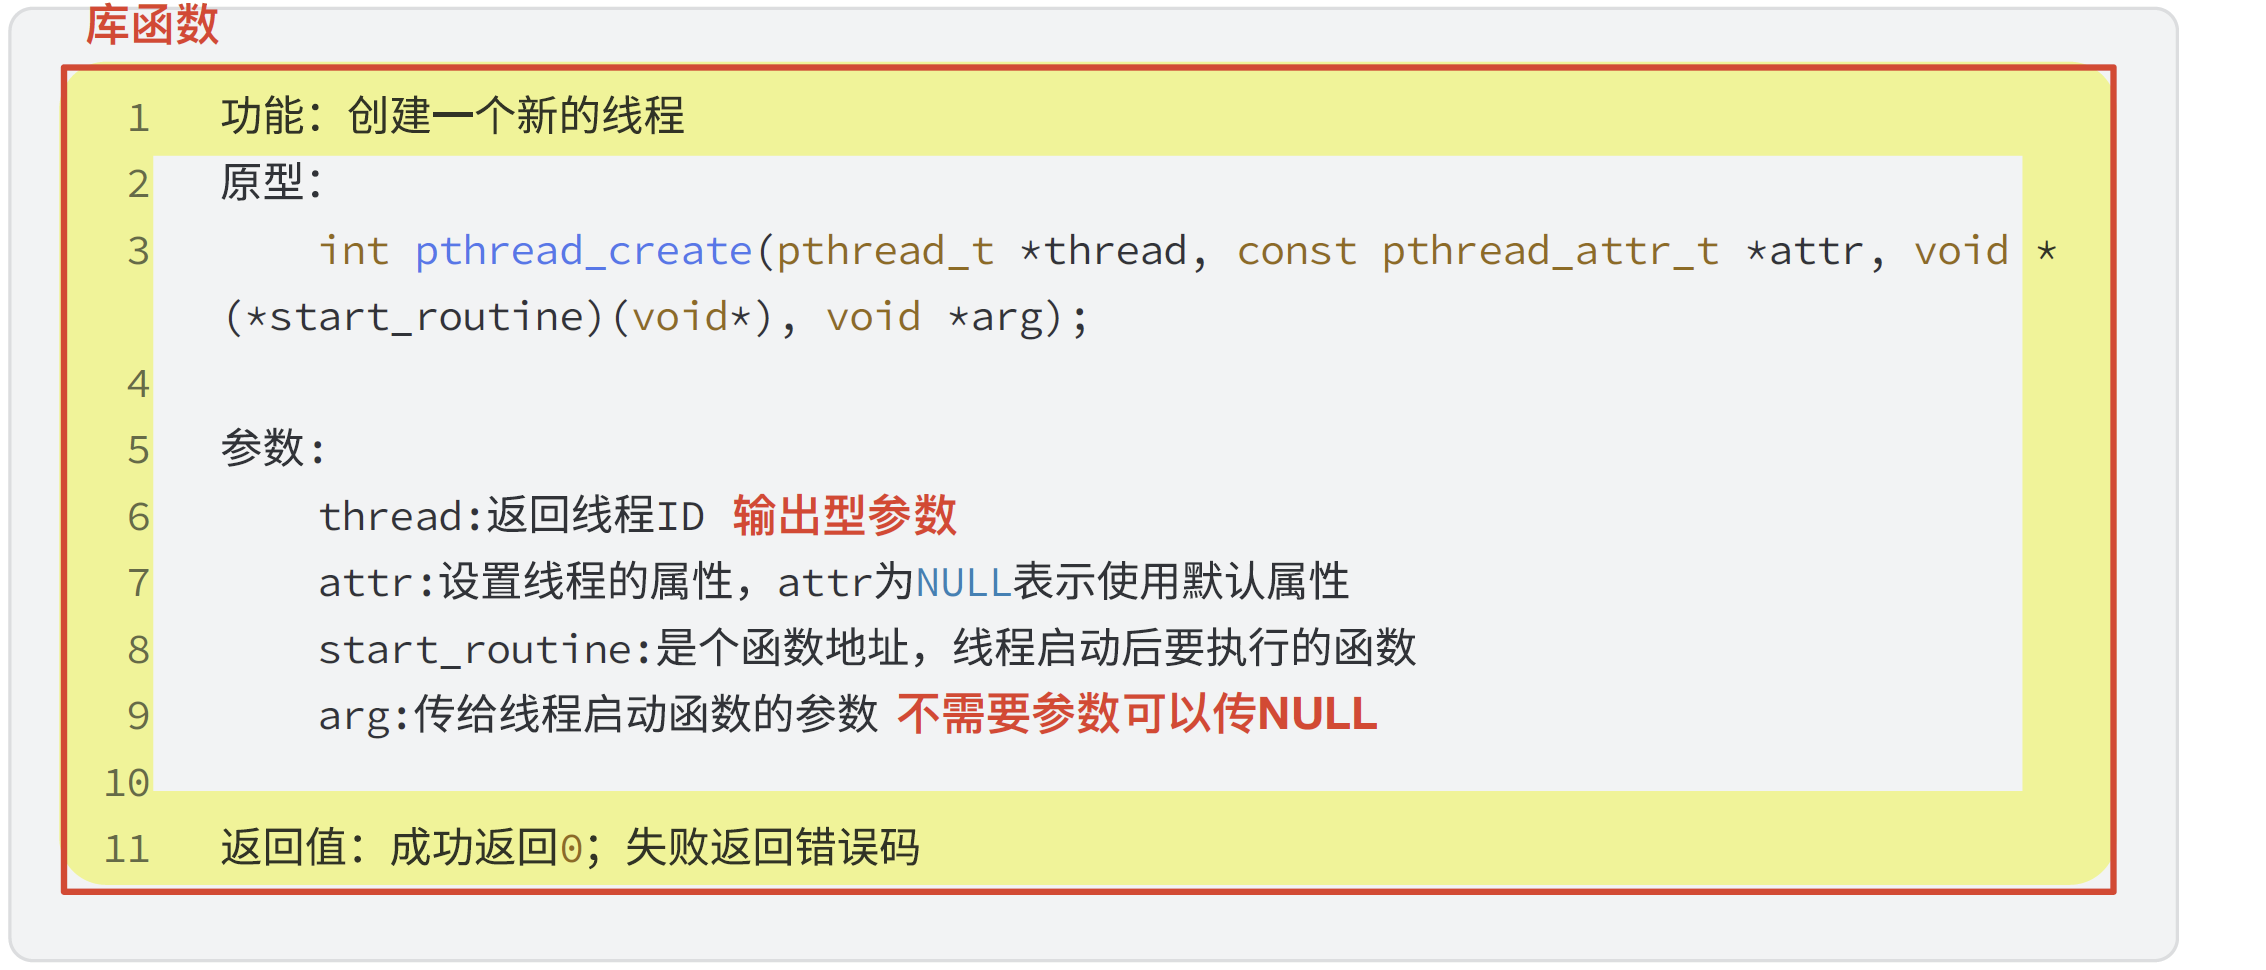 库函数
1 功能：创建一个新的线程
2 原型：
3 int pthread_create(pthread_t *thread, const pthread_attr_t *attr, void *
(*start_routine)(void*), void *arg);
4
5 参数:
6 thread:返回线程ID 输出型参数
7 attr:设置线程的属性，attr为NULL表示使用默认属性
8 start_routine:是个函数地址，线程启动后要执行的函数
9 arg:传给线程启动函数的参数 不需要参数可以传NULL
10
11 返回值：成功返回0；失败返回错误码